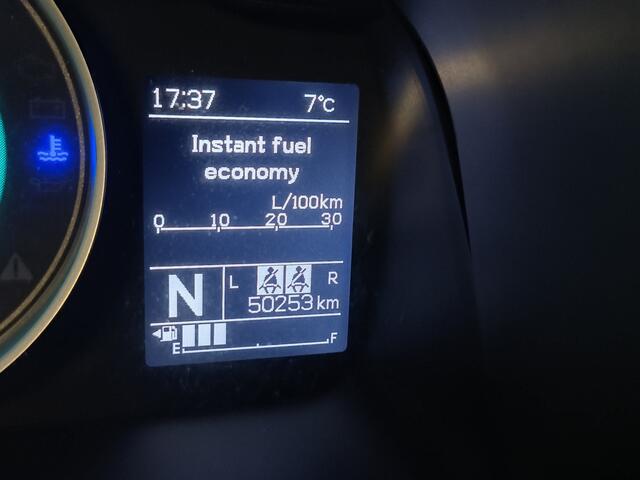 17:37 7°C
Instant fuel
economy
L/100km
0 10 20 30
N L R
50253 km
E F